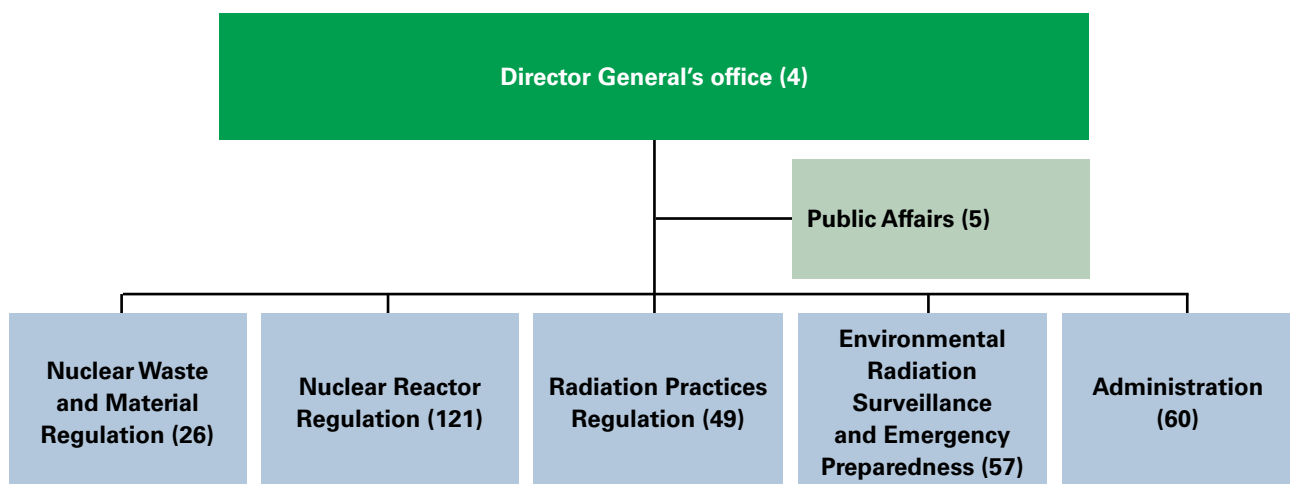 Director General’s office (4)
Public Affairs (5)
Nuclear Waste
and Material
Regulation (26)
Nuclear Reactor
Regulation (121)
Radiation Practices
Regulation (49)
Environmental
Radiation
Surveillance
and Emergency
Preparedness (57)
Administration
(60)